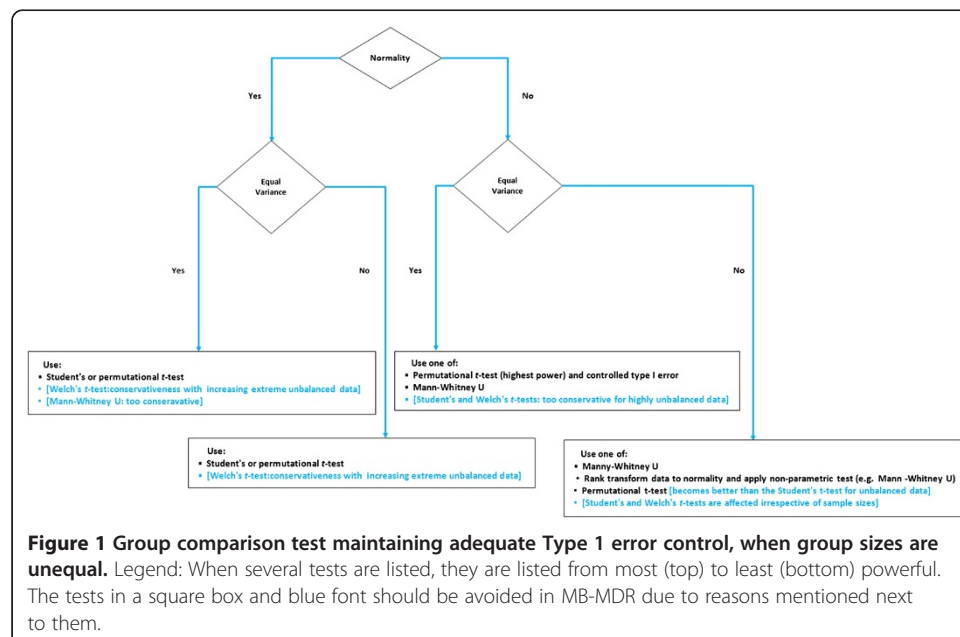 Normality
Yes
No
Equal
Variance
Equal
Variance
Yes
No
Yes
No
Use:
▪ Student's or permutational t-test
▪ [Welch's t-test:conservativeness with increasing extreme unbalanced data]
▪ [Mann-Whitney U: too conseravative]
Use one of:
▪ Permutational t-test (highest power) and controlled type I error
▪ Mann-Whitney U
▪ [Student's and Welch's t-tests: too conservative for highly unbalanced data]
Use:
▪ Student's or permutational t-test
▪ [Welch's t-test:conservativeness with increasing extreme unbalanced data]
Use one of:
▪ Manny-Whitney U
▪ Rank transform data to normality and apply non-parametric test (e.g. Mann -Whitney U)
▪ Permutational t-test [becomes better than the Student's t-test for unbalanced data]
▪ [Student's and Welch's t-tests are affected irrespective of sample sizes]
Figure 1 Group comparison test maintaining adequate Type 1 error control, when group sizes are
unequal. Legend: When several tests are listed, they are listed from most (top) to least (bottom) powerful.
The tests in a square box and blue font should be avoided in MB-MDR due to reasons mentioned next
to them.